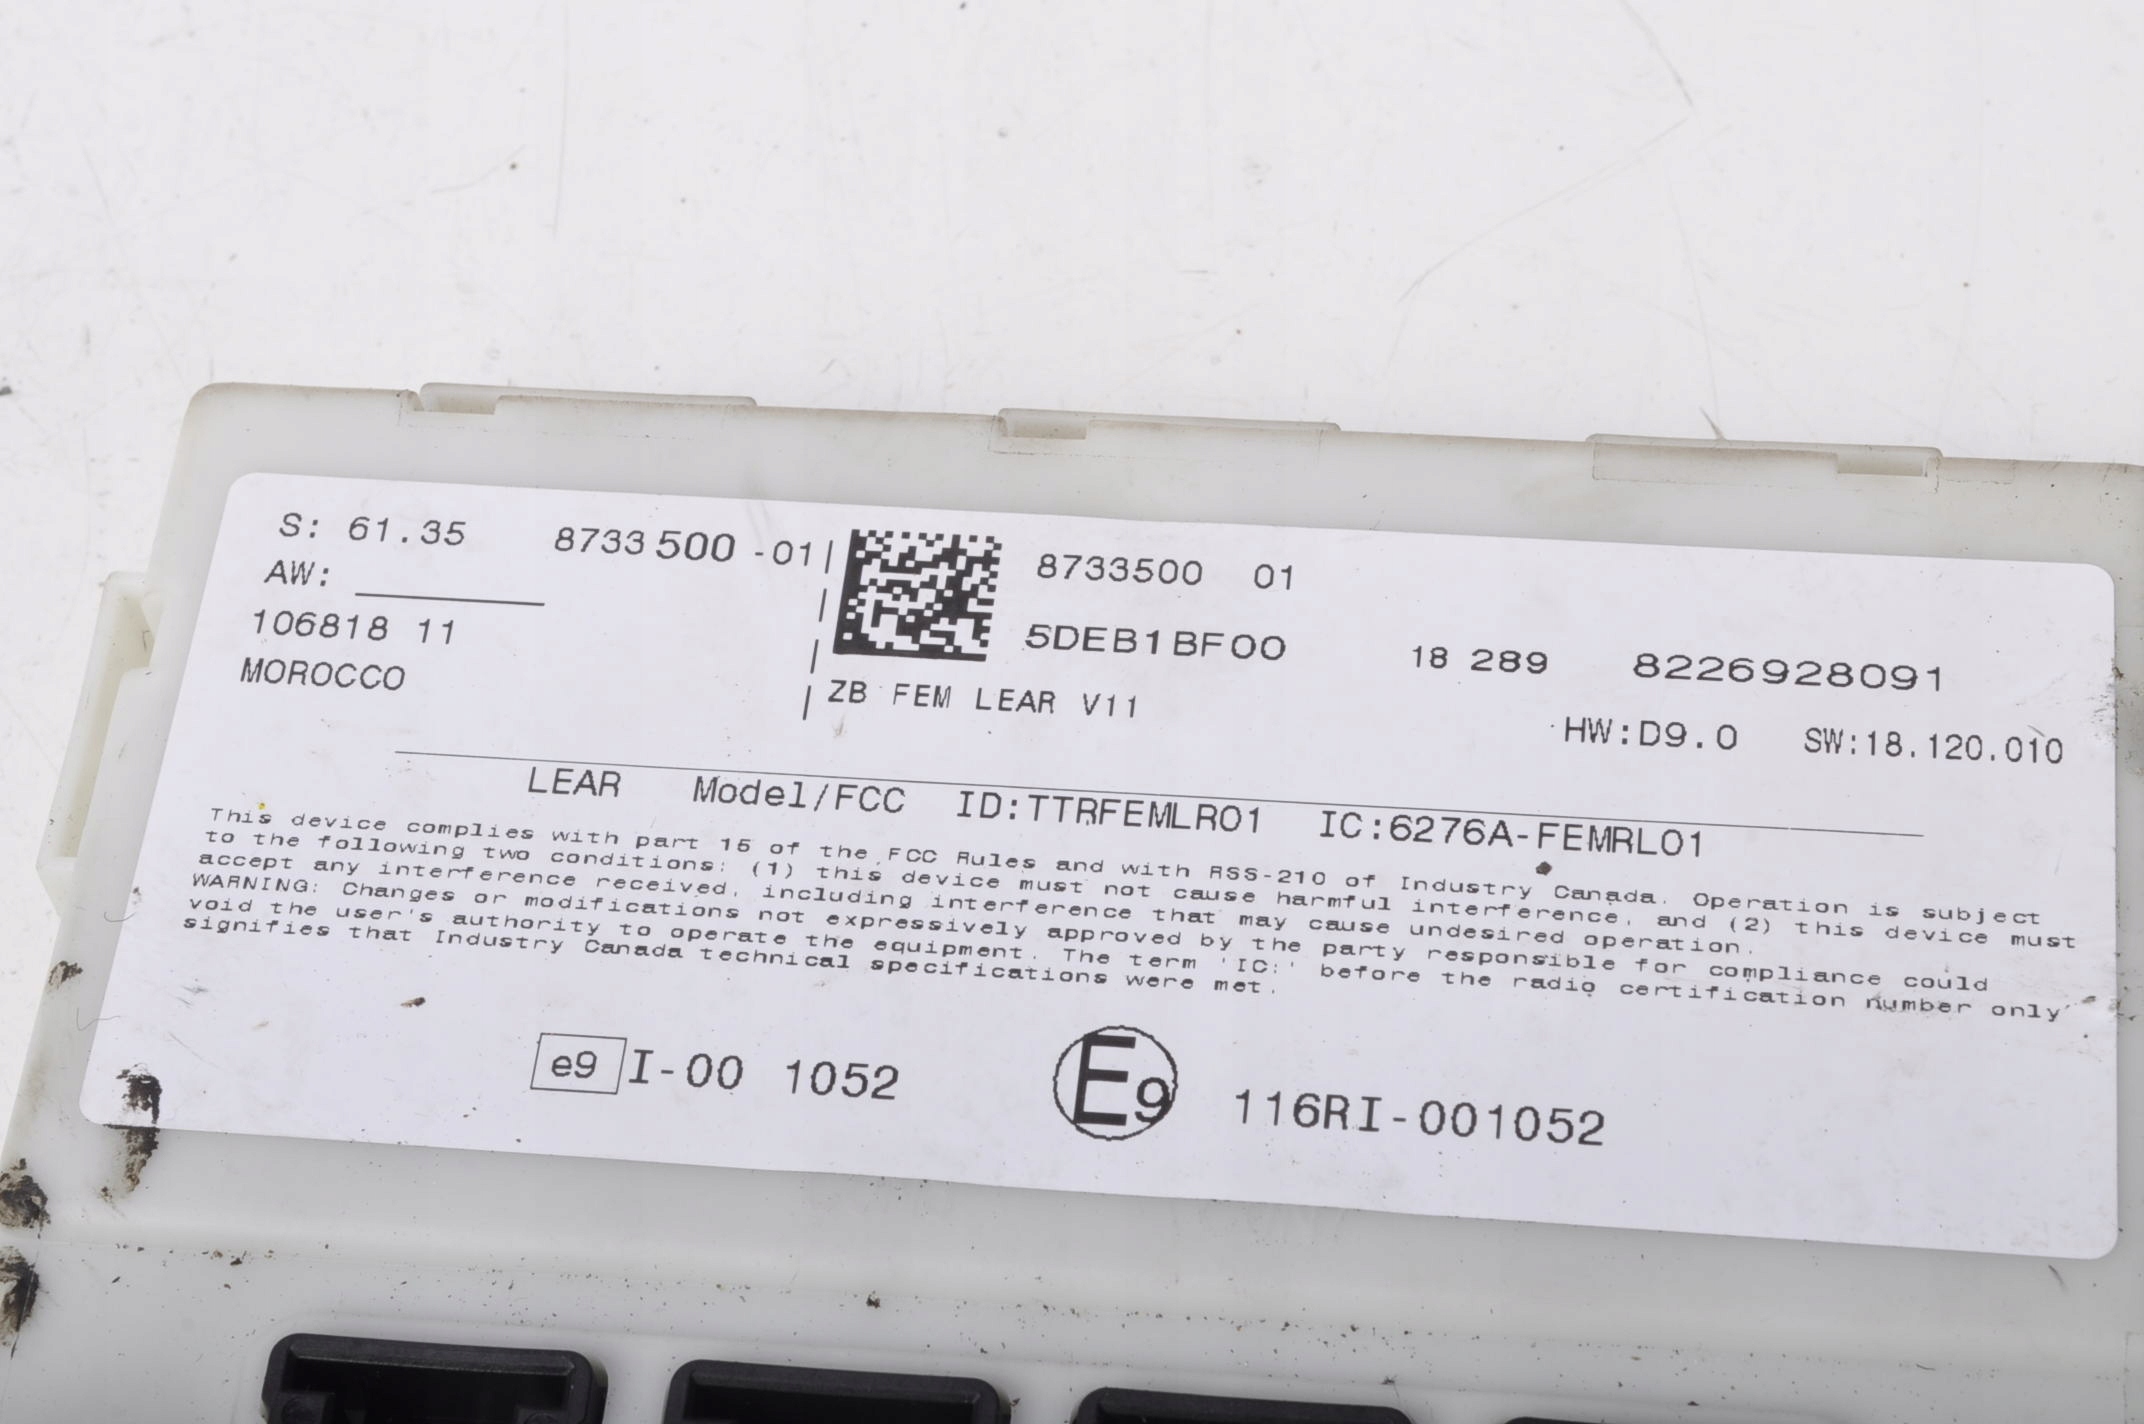 S: 61.35 8733 500 -01
AW:
106818 11
MOROCCO
8733500 01
5DEB1BF00 18 289 8226928091
ZB FEM LEAR V11
HW:D9.0 SW:18.120.010
LEAR Model/FCC ID:TTRFEMLR01 IC:6276A-FEMRL01
This device complies with part 15 of the FCC Rules and with RSS-210 of Industry Canada. Operation is subject
to the following two conditions: (1) this device must not cause harmful interference, and (2) this device must
accept any interference received, including interference that may cause undesired operation.
WARNING: Changes or modifications not expressively approved by the party responsible for compliance could
void the user's authority to operate the equipment. The term 'IC:' before the radio certification number only
signifies that Industry Canada technical specifications were met.
e9 I-00 1052
E9 116RI-001052